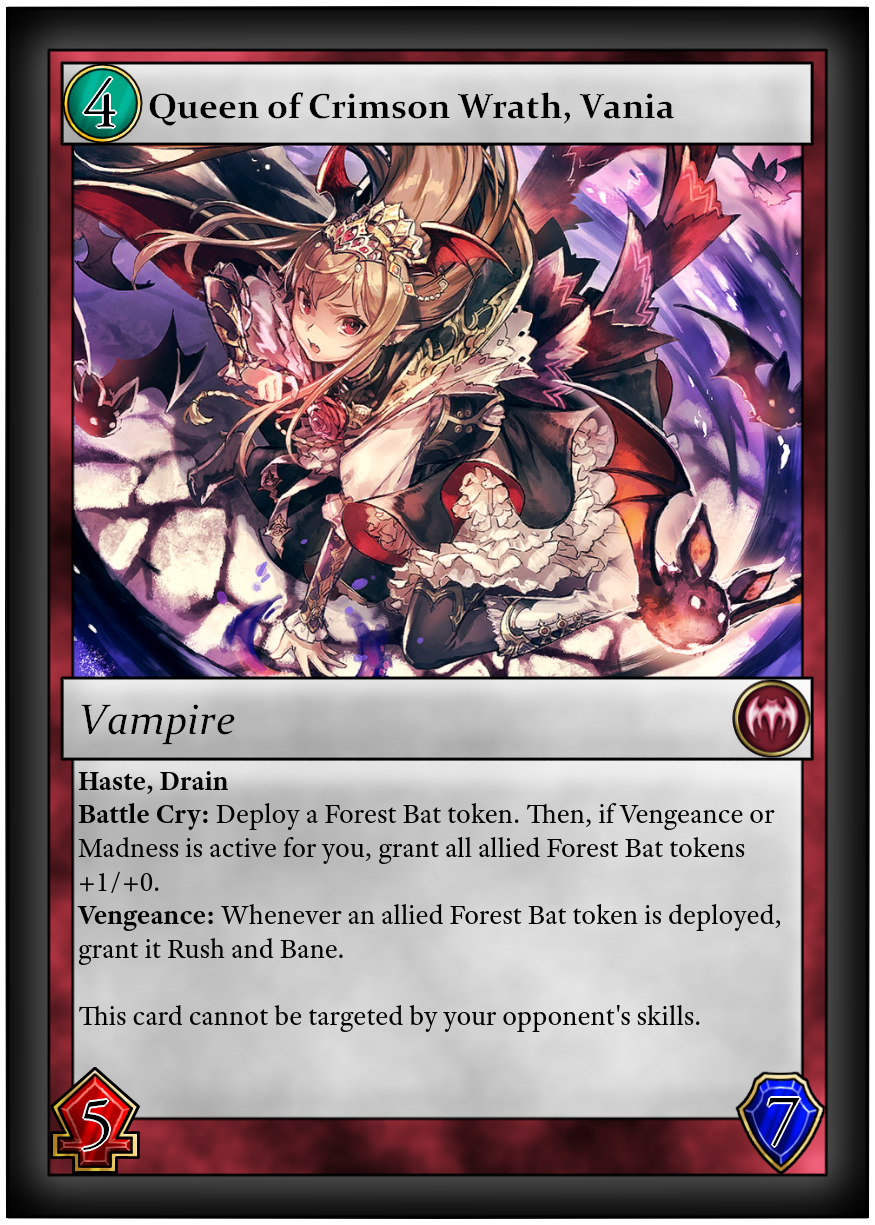 4 Queen of Crimson Wrath, Vania
Vampire
Haste, Drain
Battle Cry: Deploy a Forest Bat token. Then, if Vengeance or
Madness is active for you, grant all allied Forest Bat tokens
+1/+0.
Vengeance: Whenever an allied Forest Bat token is deployed,
grant it Rush and Bane.
This card cannot be targeted by your opponent's skills.
5 7